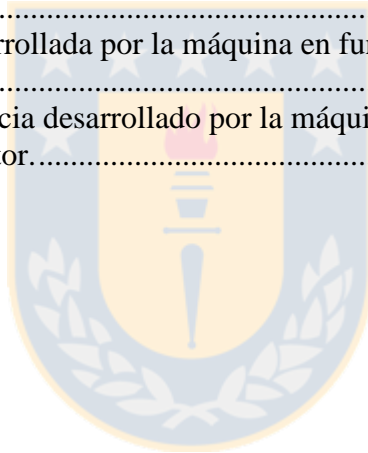 .............................................
rrollada por la máquina en fu
.............................................
cia desarrollado por la máqui
tor..........................................